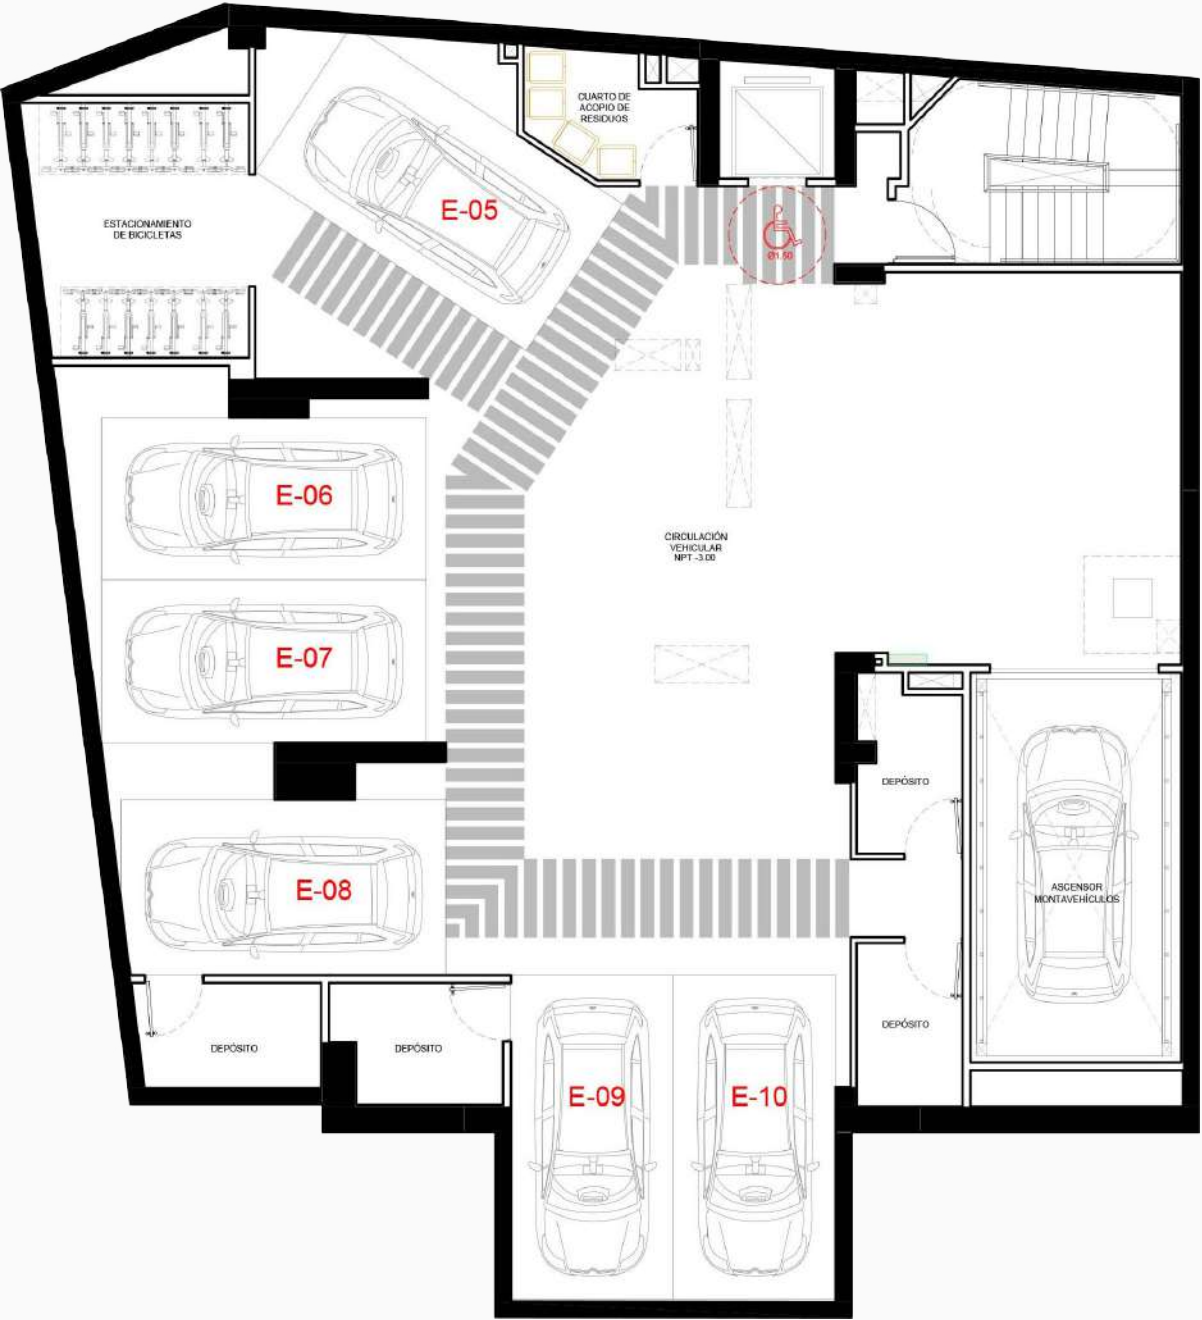 CUARTO DE
ACOPIO DE
RESIDUOS
E-05
ESTACIONAMIENTO
DE BICICLETAS
Ø1.50
E-06
CIRCULACIÓN
VEHICULAR
NPT -3.00
E-07
DEPÓSITO
E-08
ASCENSOR
MONTAVEHÍCULOS
DEPÓSITO
DEPÓSITO
DEPÓSITO
E-09
E-10